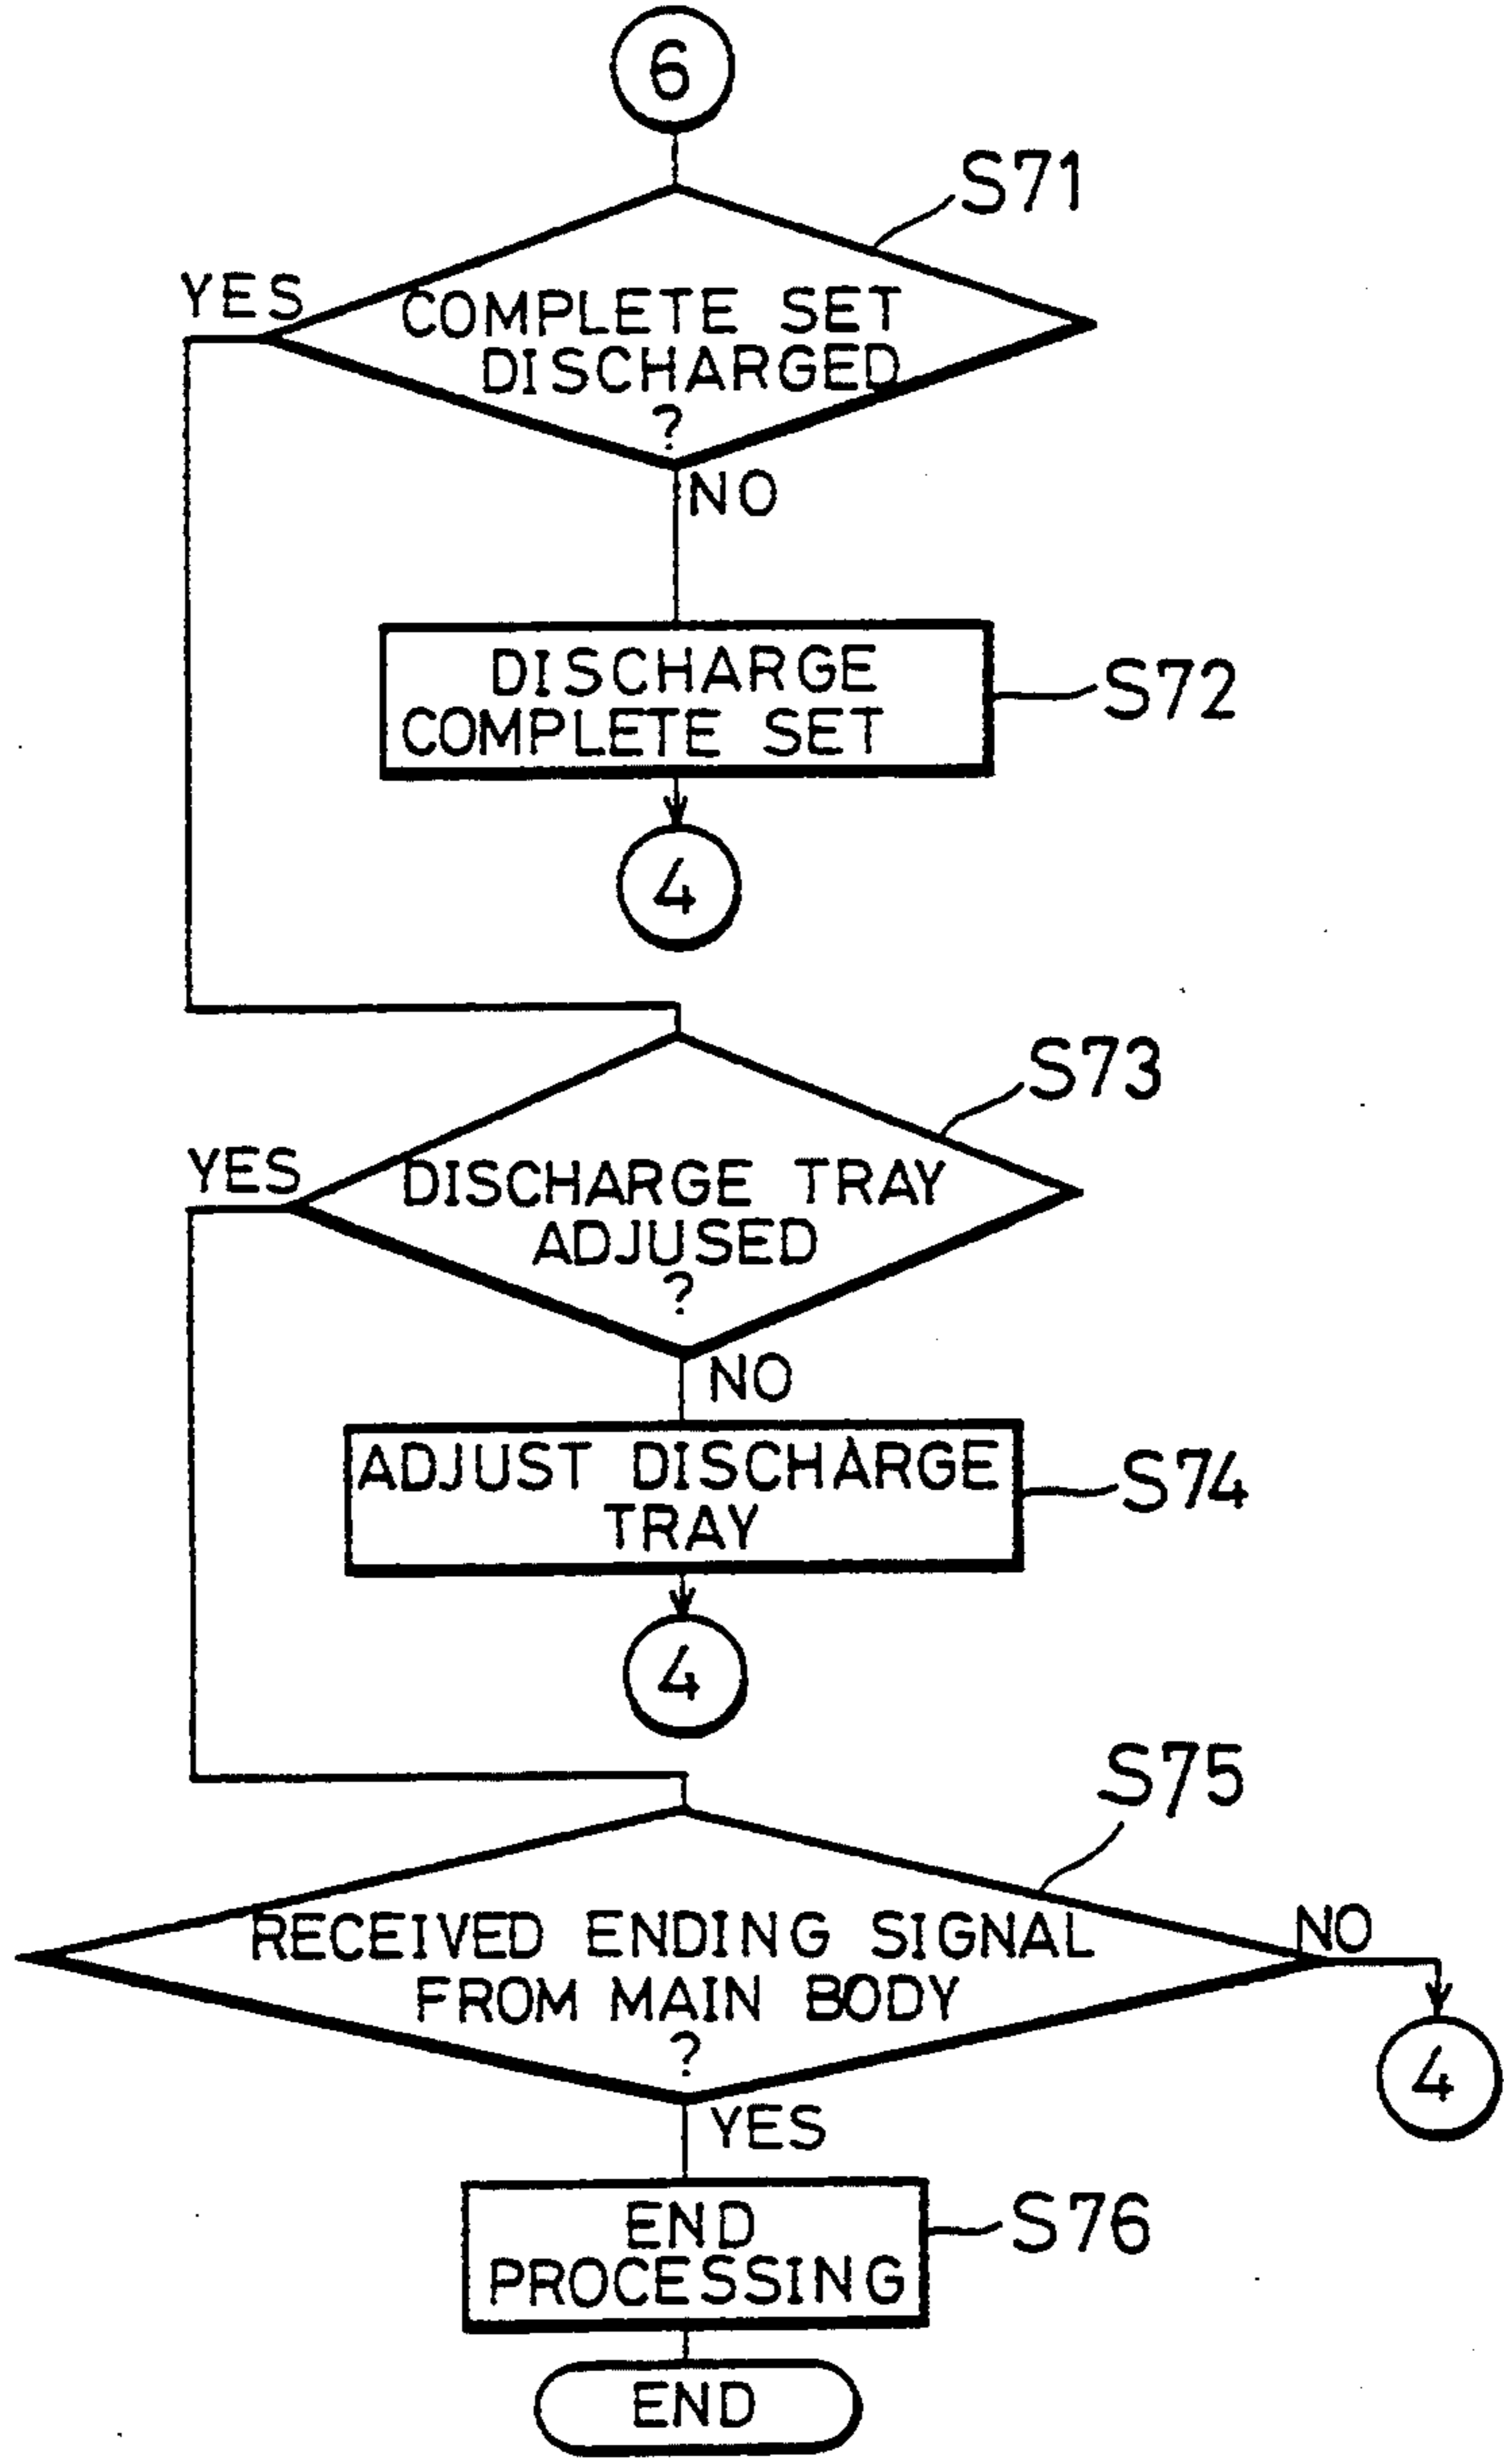 6
S71
YES
COMPLETE SET
DISCHARGED
?
NO
DISCHARGE
COMPLETE SET
S72
4
S73
YES
DISCHARGE TRAY
ADJUSED
?
NO
ADJUST DISCHARGE
TRAY
S74
4
S75
RECEIVED ENDING SIGNAL
FROM MAIN BODY
?
NO
4
YES
END
PROCESSING
S76
END